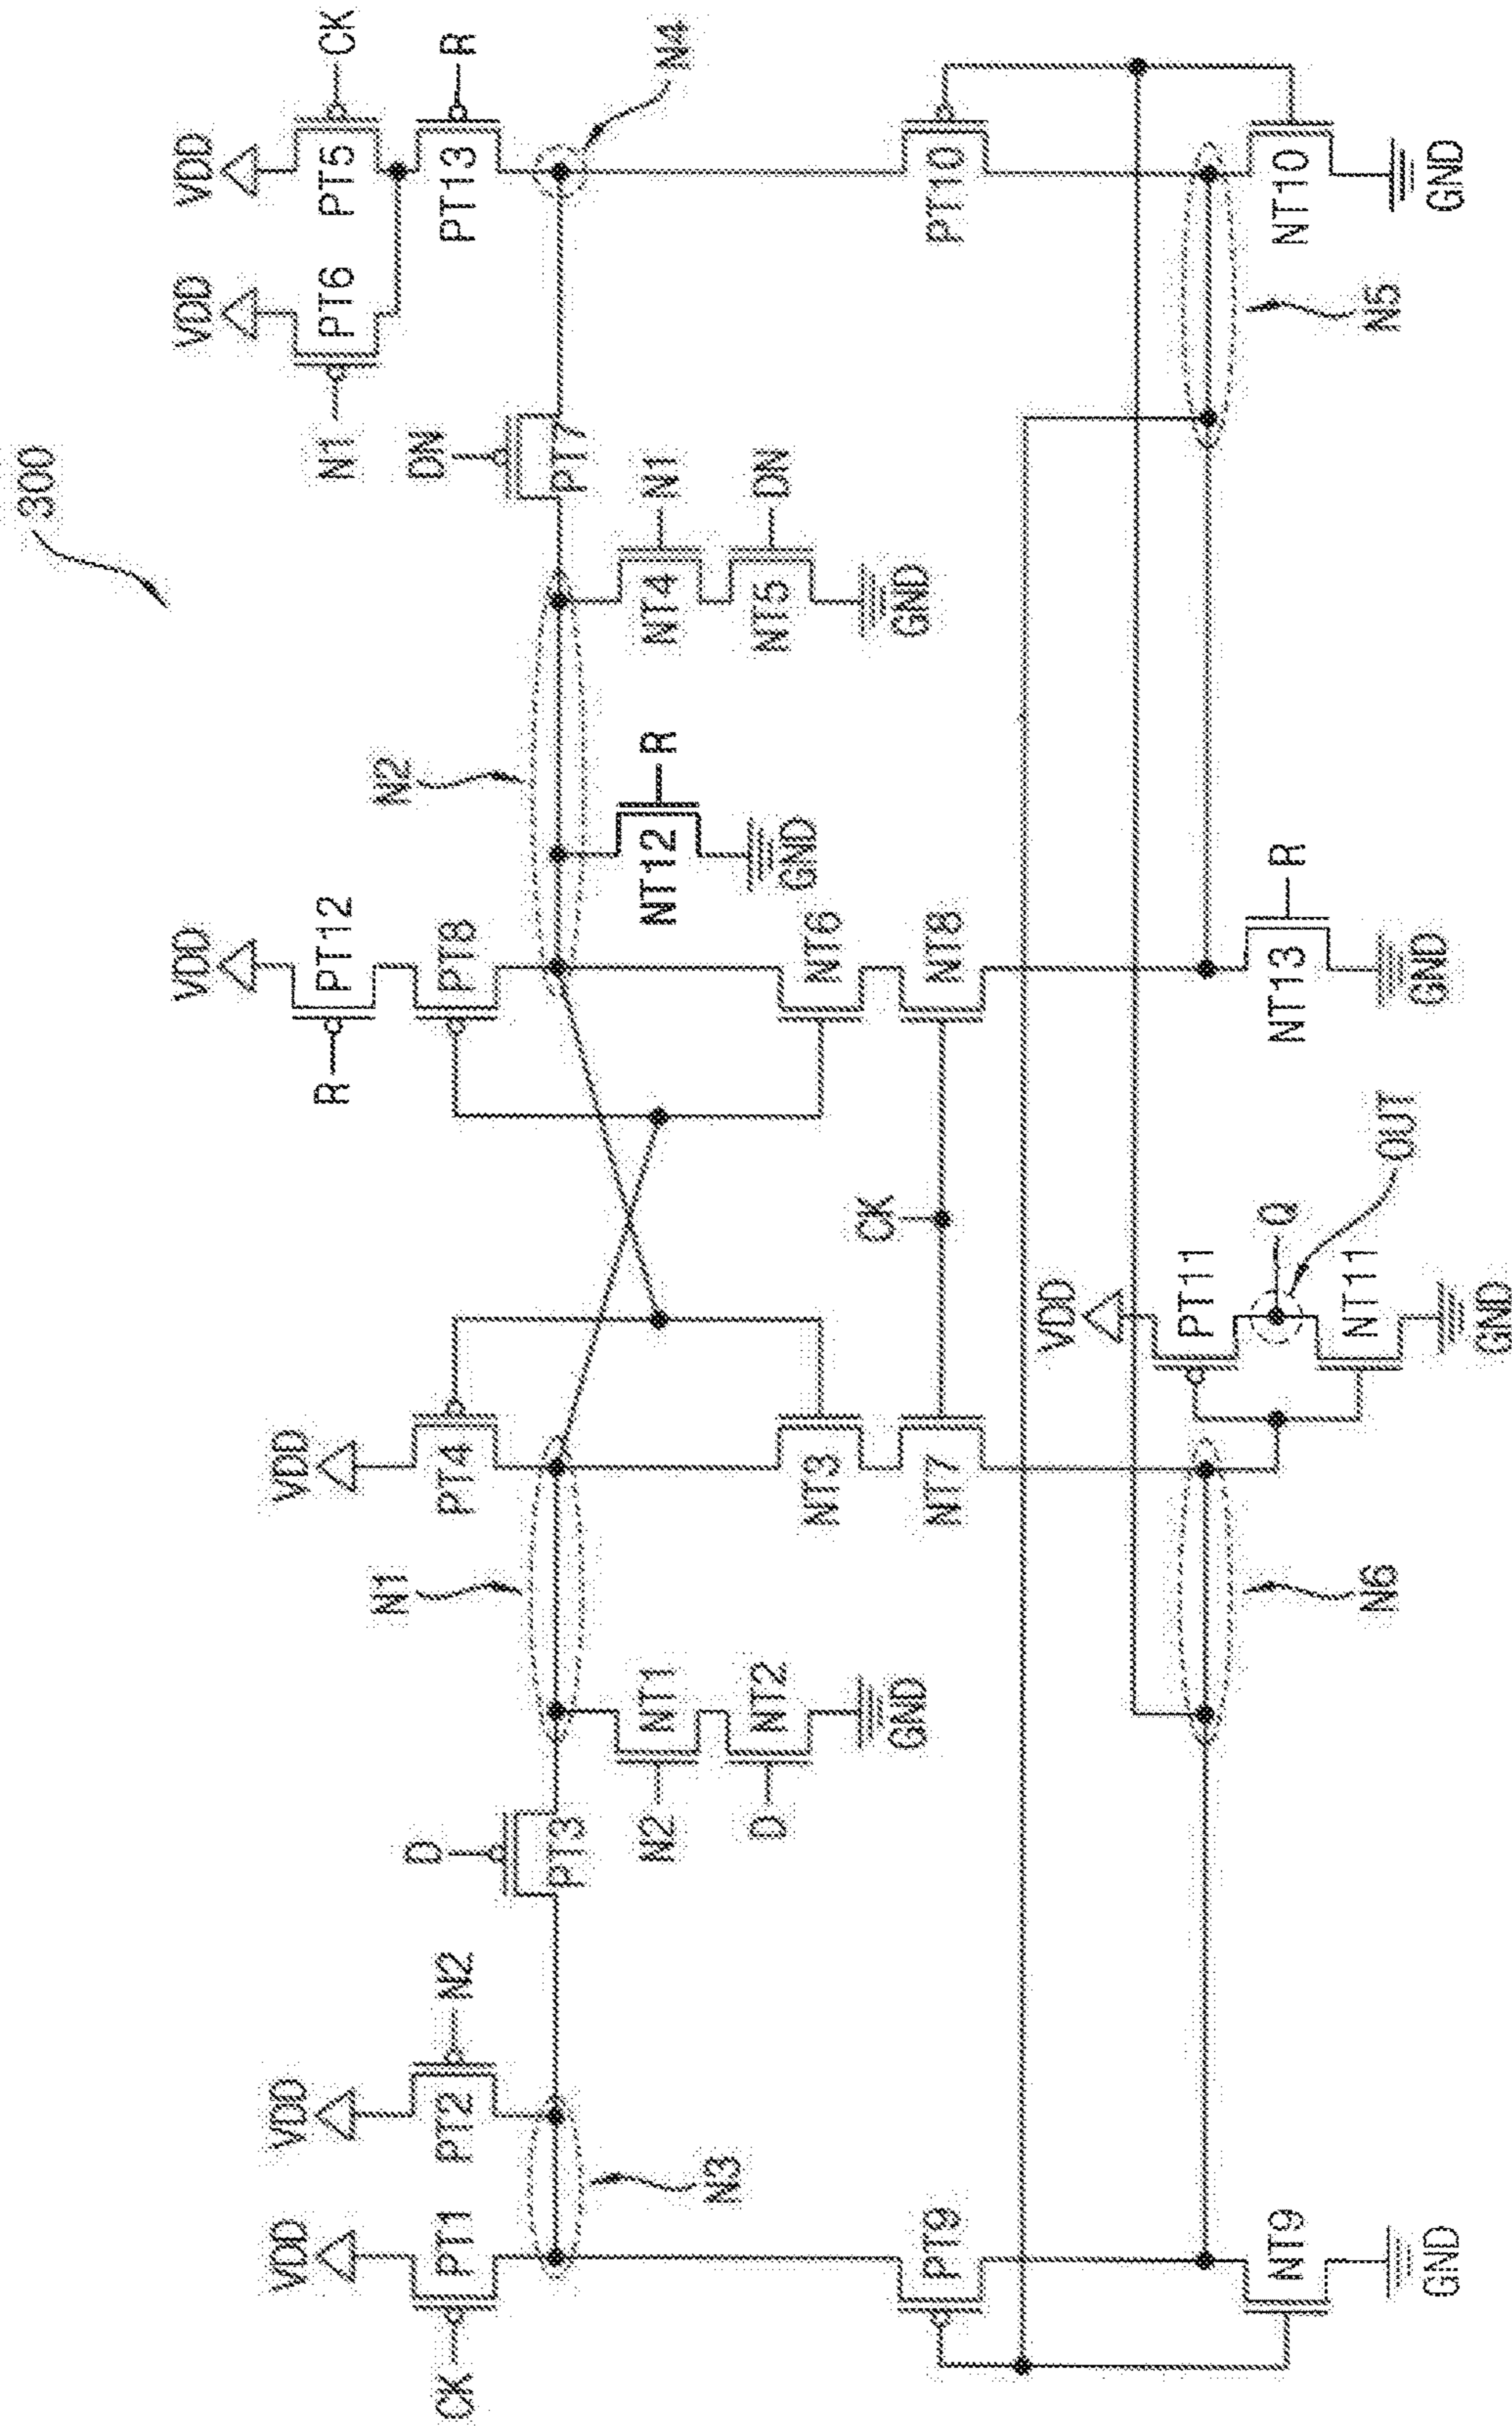 300
VDD
VDD
VDD
VDD
VDD
VDD
CK
PT1
PT2
N2
D
PT3
N3
N1
PT4
R
PT12
PT8
N2
N1
PT6
PT5
CK
PT13
R
DN
PT7
N4
N2
NT1
D
NT2
GND
NT12
R
GND
NT4
N1
NT5
DN
GND
NT3
NT6
NT7
CK
NT8
PT9
PT10
VDD
PT11
Q
OUT
NT11
GND
NT9
GND
N6
NT13
R
GND
N5
NT10
GND